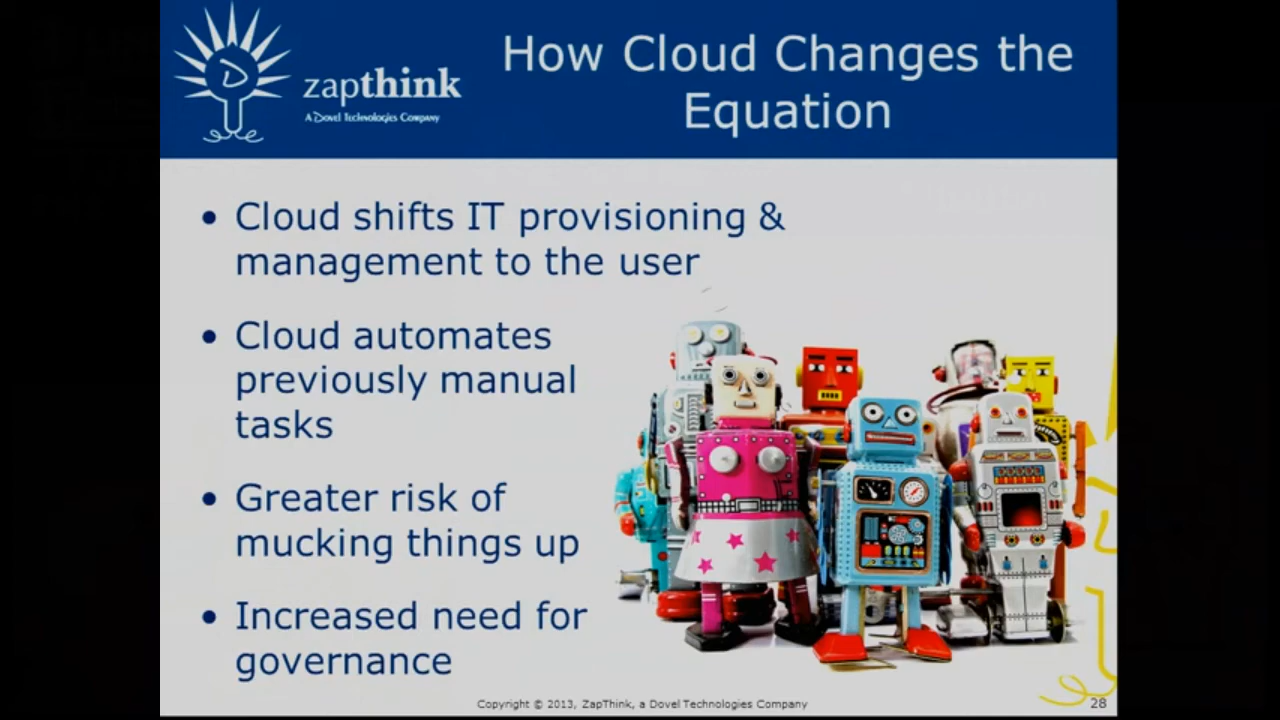 zapthink
A Dovel Technologies Company
How Cloud Changes the
Equation
• Cloud shifts IT provisioning &
management to the user
• Cloud automates
previously manual
tasks
• Greater risk of
mucking things up
• Increased need for
governance
Copyright © 2013, ZapThink, a Dovel Technologies Company
28